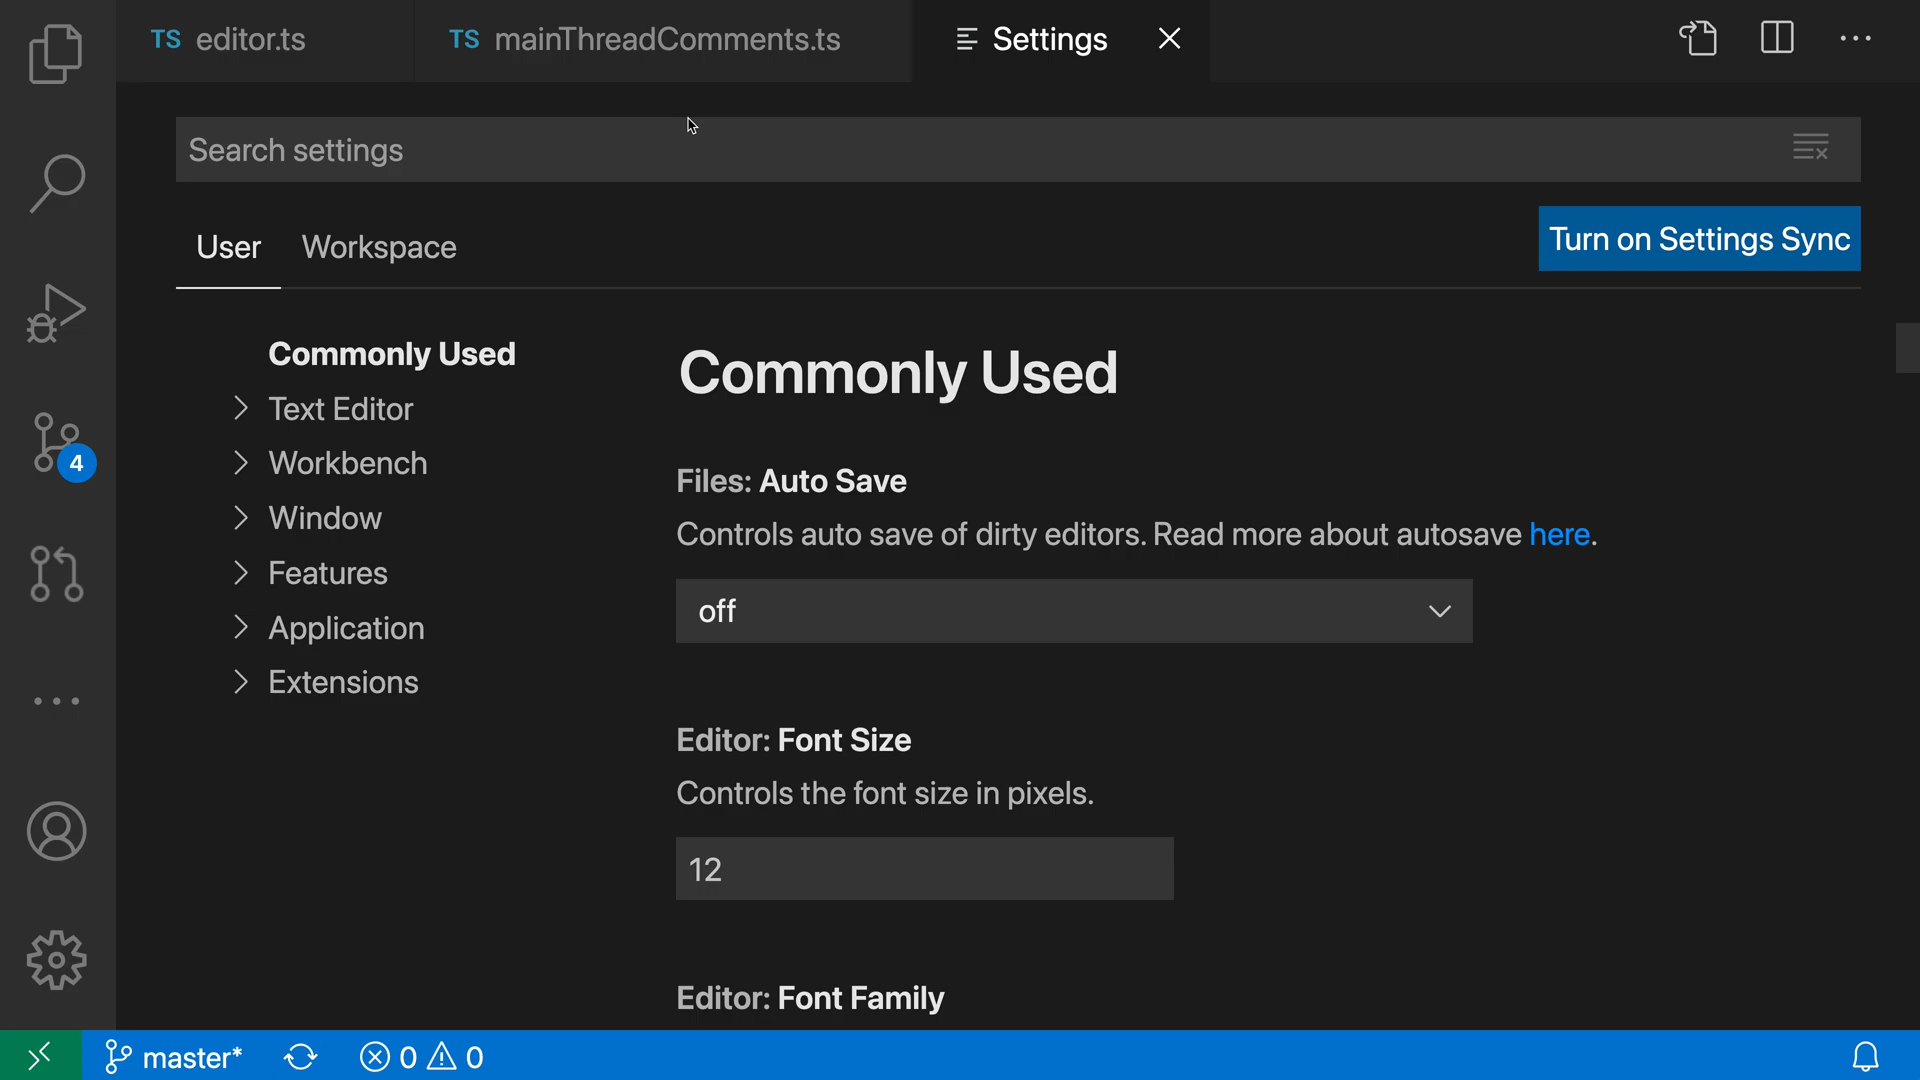 TS editor.ts
TS mainThreadComments.ts
Settings
Search settings
User
Workspace
Turn on Settings Sync
Commonly Used
Text Editor
Workbench
Window
Features
Application
Extensions
Commonly Used
Files: Auto Save
Controls auto save of dirty editors. Read more about autosave here.
off
Editor: Font Size
Controls the font size in pixels.
12
Editor: Font Family
4
master*
0
0